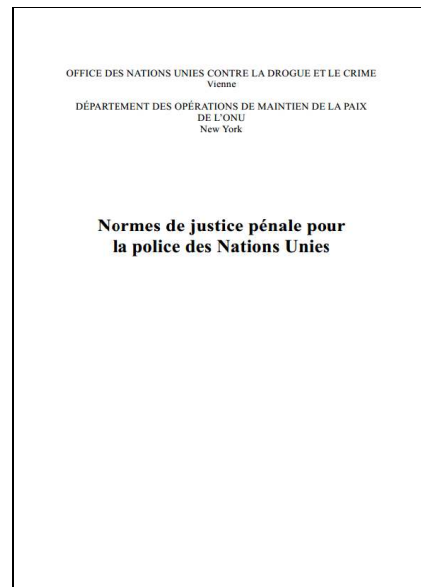 OFFICE DES NATIONS UNIES CONTRE LA DROGUE ET LE CRIME
Vienne
DÉPARTEMENT DES OPÉRATIONS DE MAINTIEN DE LA PAIX
DE L'ONU
New York
Normes de justice pénale pour
la police des Nations Unies